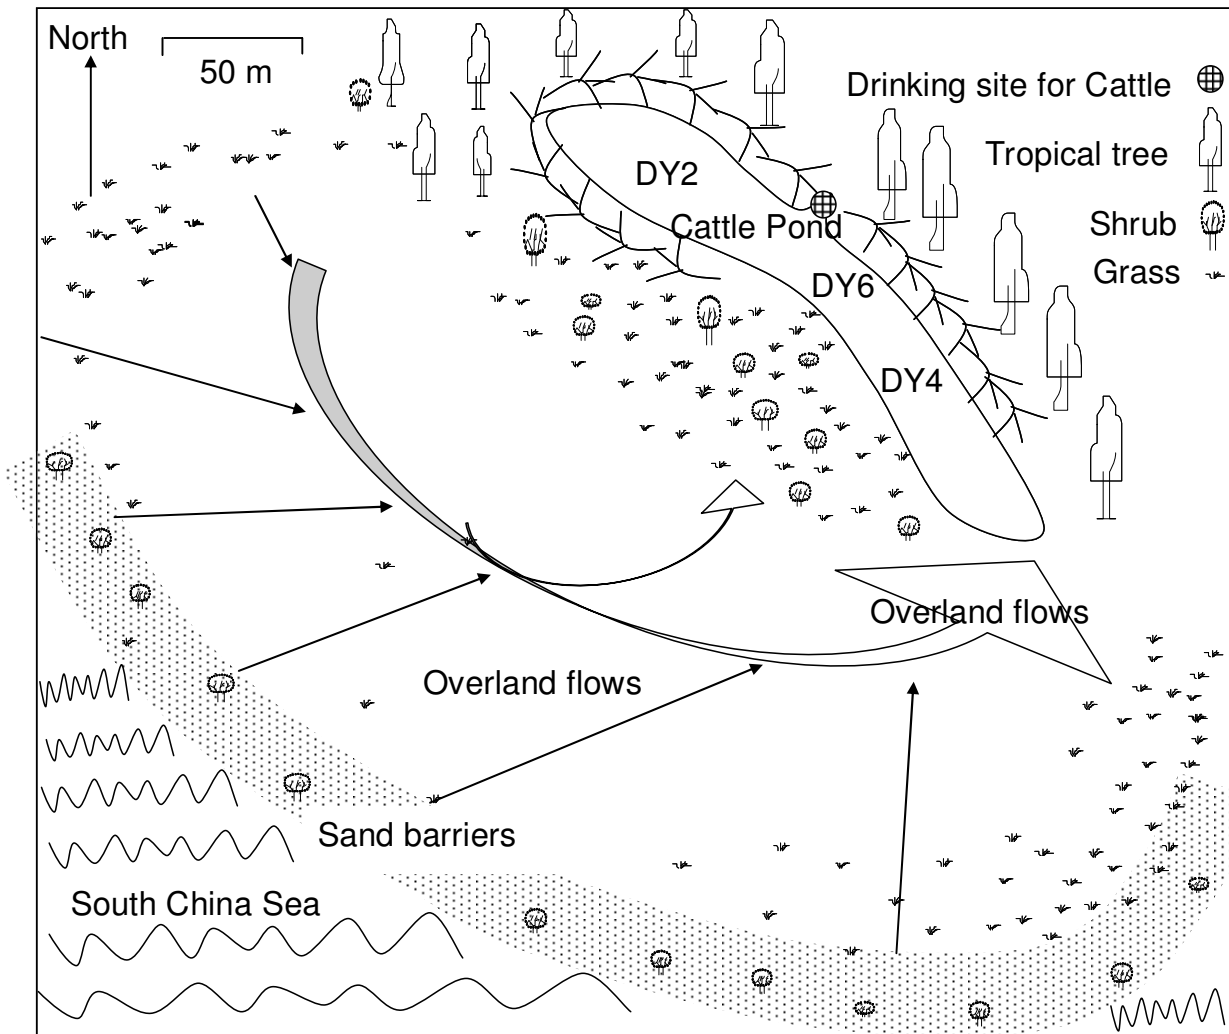 North
50 m
Drinking site for Cattle
Tropical tree
Shrub
Grass
DY2
Cattle Pond
DY6
DY4
Overland flows
Overland flows
Sand barriers
South China Sea